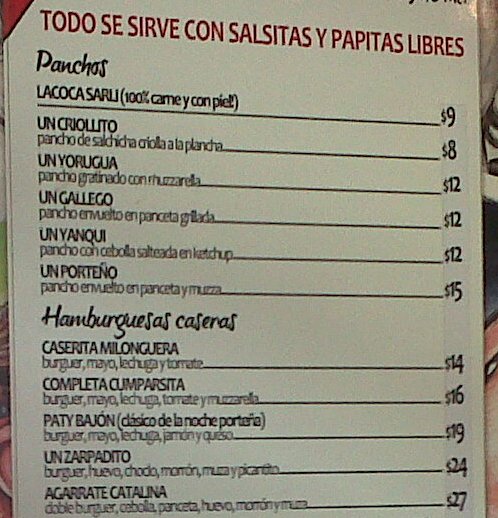 TODO SE SIRVE CON SALSITAS Y PAPITAS LIBRES
Panchos
LA COCA SARLI (100% carne y con piel!) $9
UN CRIOLLITO
pancho de salchicha criolla a la plancha $8
UN YORUGUA
pancho gratinado con muzzarella $12
UN GALLEGO
pancho envuelto en panceta grillada $12
UN YANQUI
pancho con cebolla salteada en ketchup $12
UN PORTEÑO
pancho envuelto en panceta y muzza $15
Hamburguesas caseras
CASERITA MILONGUERA
burguer, mayo, lechuga y tomate $14
COMPLETA CUMPARSITA
burguer, mayo, lechuga, tomate y muzzarella $16
PATY BAJÓN (clásico de la noche porteña)
burguer, mayo, lechuga, jamón y queso $19
UN ZARPADITO
burguer, huevo, choclo, morrón, muza y picantito $24
AGARRATE CATALINA
doble burguer, cebolla, panceta, huevo, morrón y muza $27